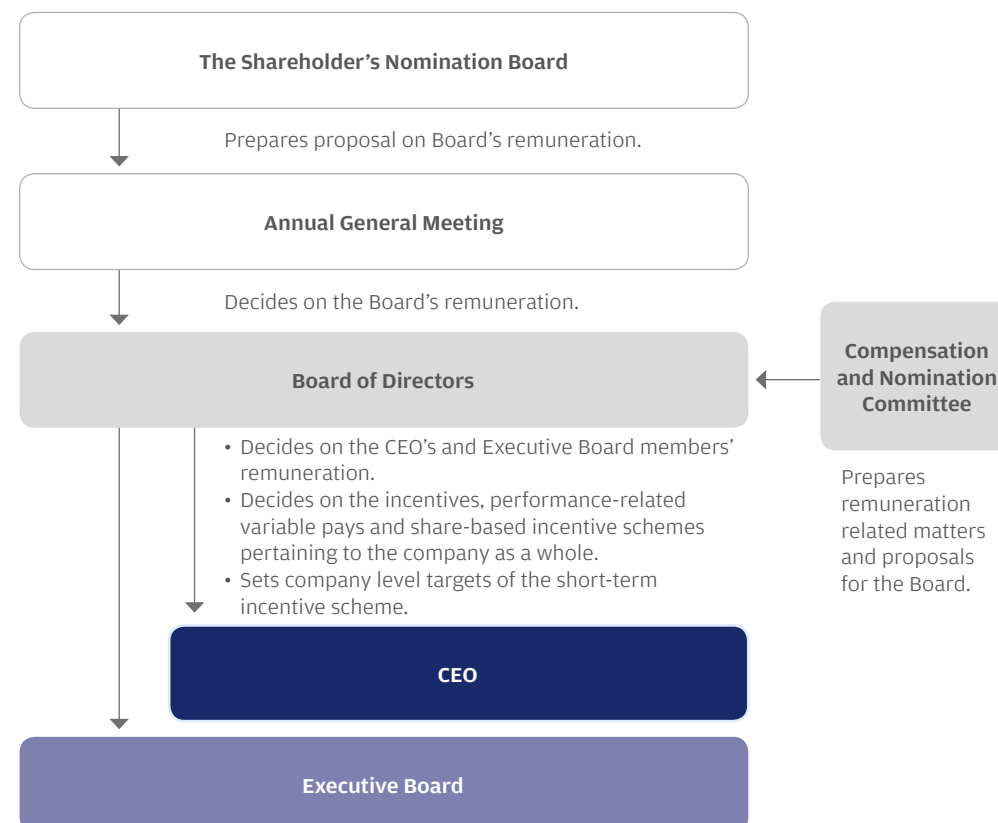 The Shareholder’s Nomination Board
Prepares proposal on Board’s remuneration.
Annual General Meeting
Decides on the Board’s remuneration.
Board of Directors
Compensation
and Nomination
Committee
Prepares
remuneration
related matters
and proposals
for the Board.
• Decides on the CEO’s and Executive Board members’
remuneration.
• Decides on the incentives, performance-related
variable pays and share-based incentive schemes
pertaining to the company as a whole.
• Sets company level targets of the short-term
incentive scheme.
CEO
Executive Board